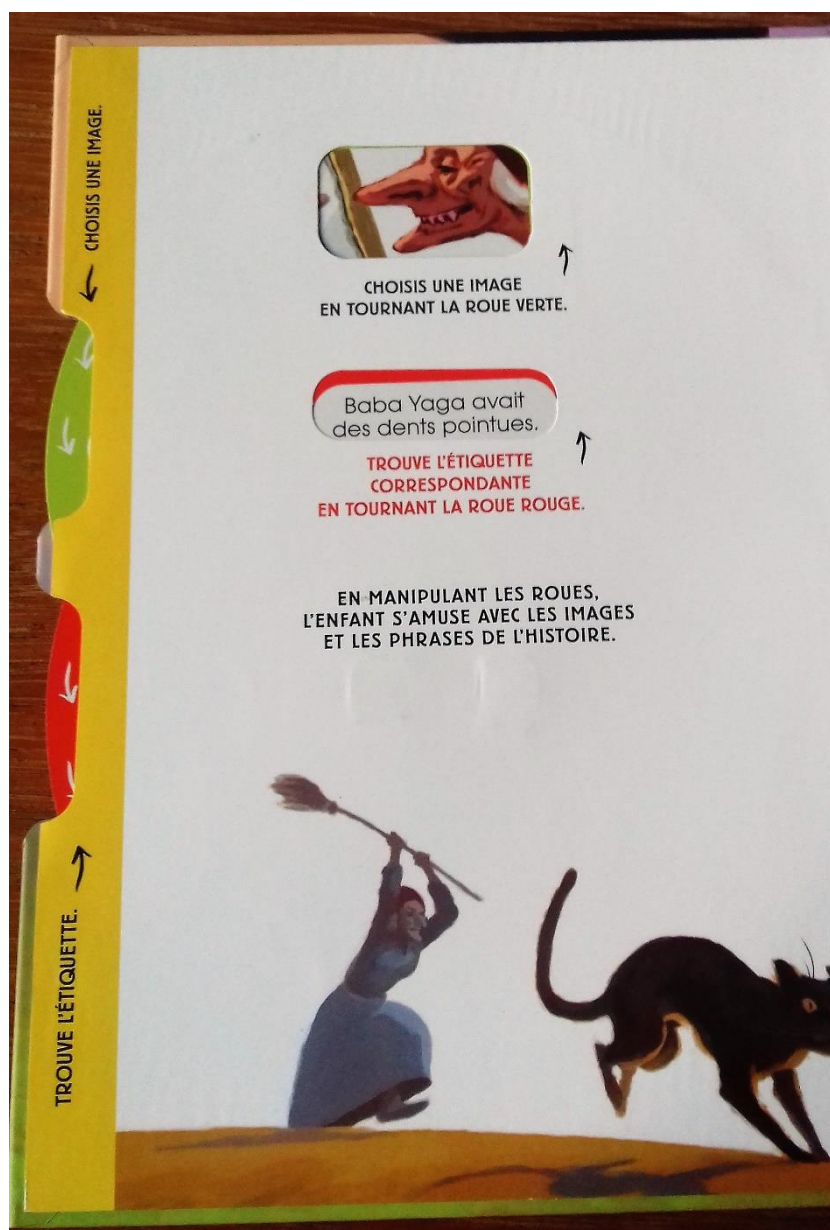 CHOISIS UNE IMAGE.
CHOISIS UNE IMAGE
EN TOURNANT LA ROUE VERTE.
Baba Yaga avait
des dents pointues.
TROUVE L'ÉTIQUETTE
CORRESPONDANTE
EN TOURNANT LA ROUE ROUGE.
EN MANIPULANT LES ROUES,
L'ENFANT S'AMUSE AVEC LES IMAGES
ET LES PHRASES DE L'HISTOIRE.
TROUVE L'ÉTIQUETTE.